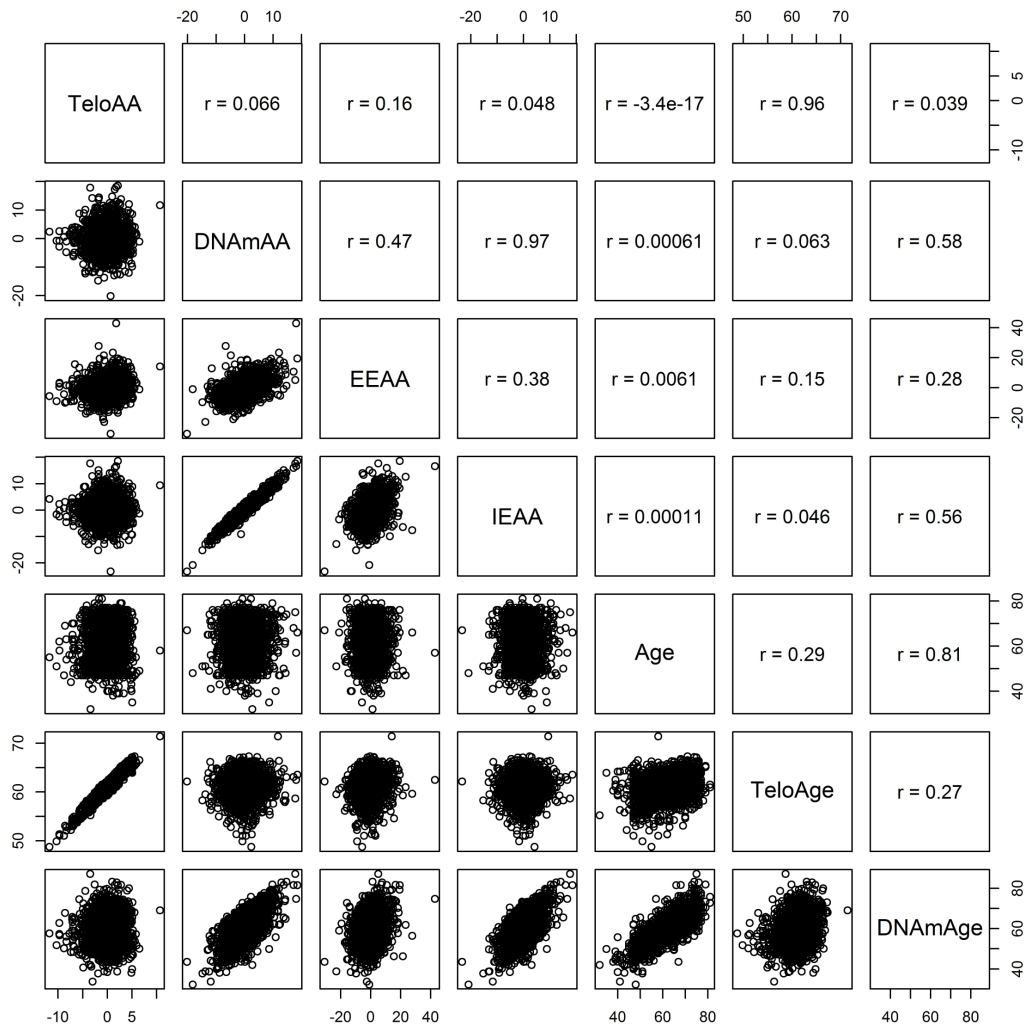 -20 0 10 -20 0 10 50 60 70
TeloAA r = 0.066 r = 0.16 r = 0.048 r = -3.4e-17 r = 0.96 r = 0.039 -10 0 5
-20 0 10 DNAmAA r = 0.47 r = 0.97 r = 0.00061 r = 0.063 r = 0.58
EEAA r = 0.38 r = 0.0061 r = 0.15 r = 0.28 -20 0 20 40
-20 0 10 IEAA r = 0.00011 r = 0.046 r = 0.56
Age r = 0.29 r = 0.81 40 60 80
50 60 70 TeloAge r = 0.27
DNAmAge 40 60 80
-10 0 5 -20 0 20 40 40 60 80 40 60 80